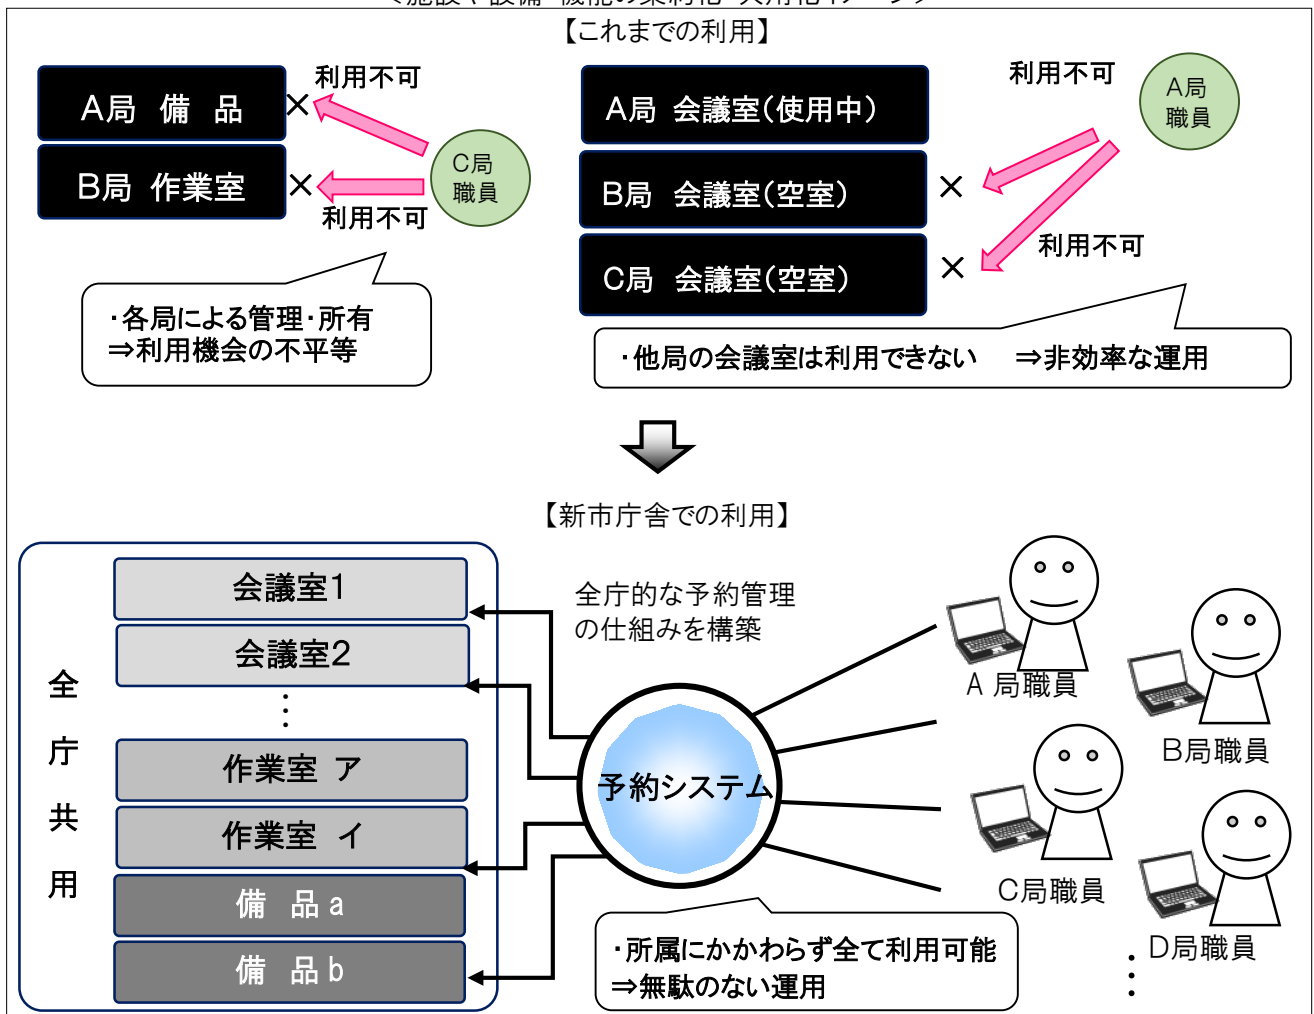 【これまでの利用】
利用不可
A局 備 品
×
B局 作業室
×
利用不可
C局
職員
・各局による管理・所有
⇒利用機会の不平等
利用不可
A局
職員
A局 会議室(使用中)
B局 会議室(空室)
×
C局 会議室(空室)
×
利用不可
・他局の会議室は利用できない ⇒非効率な運用
【新市庁舎での利用】
全庁共用
会議室1
会議室2
⋮
作業室 ア
作業室 イ
備 品 a
備 品 b
全庁的な予約管理
の仕組みを構築
予約システム
A 局職員
B局職員
C局職員
D局職員
⋮
・所属にかかわらず全て利用可能
⇒無駄のない運用